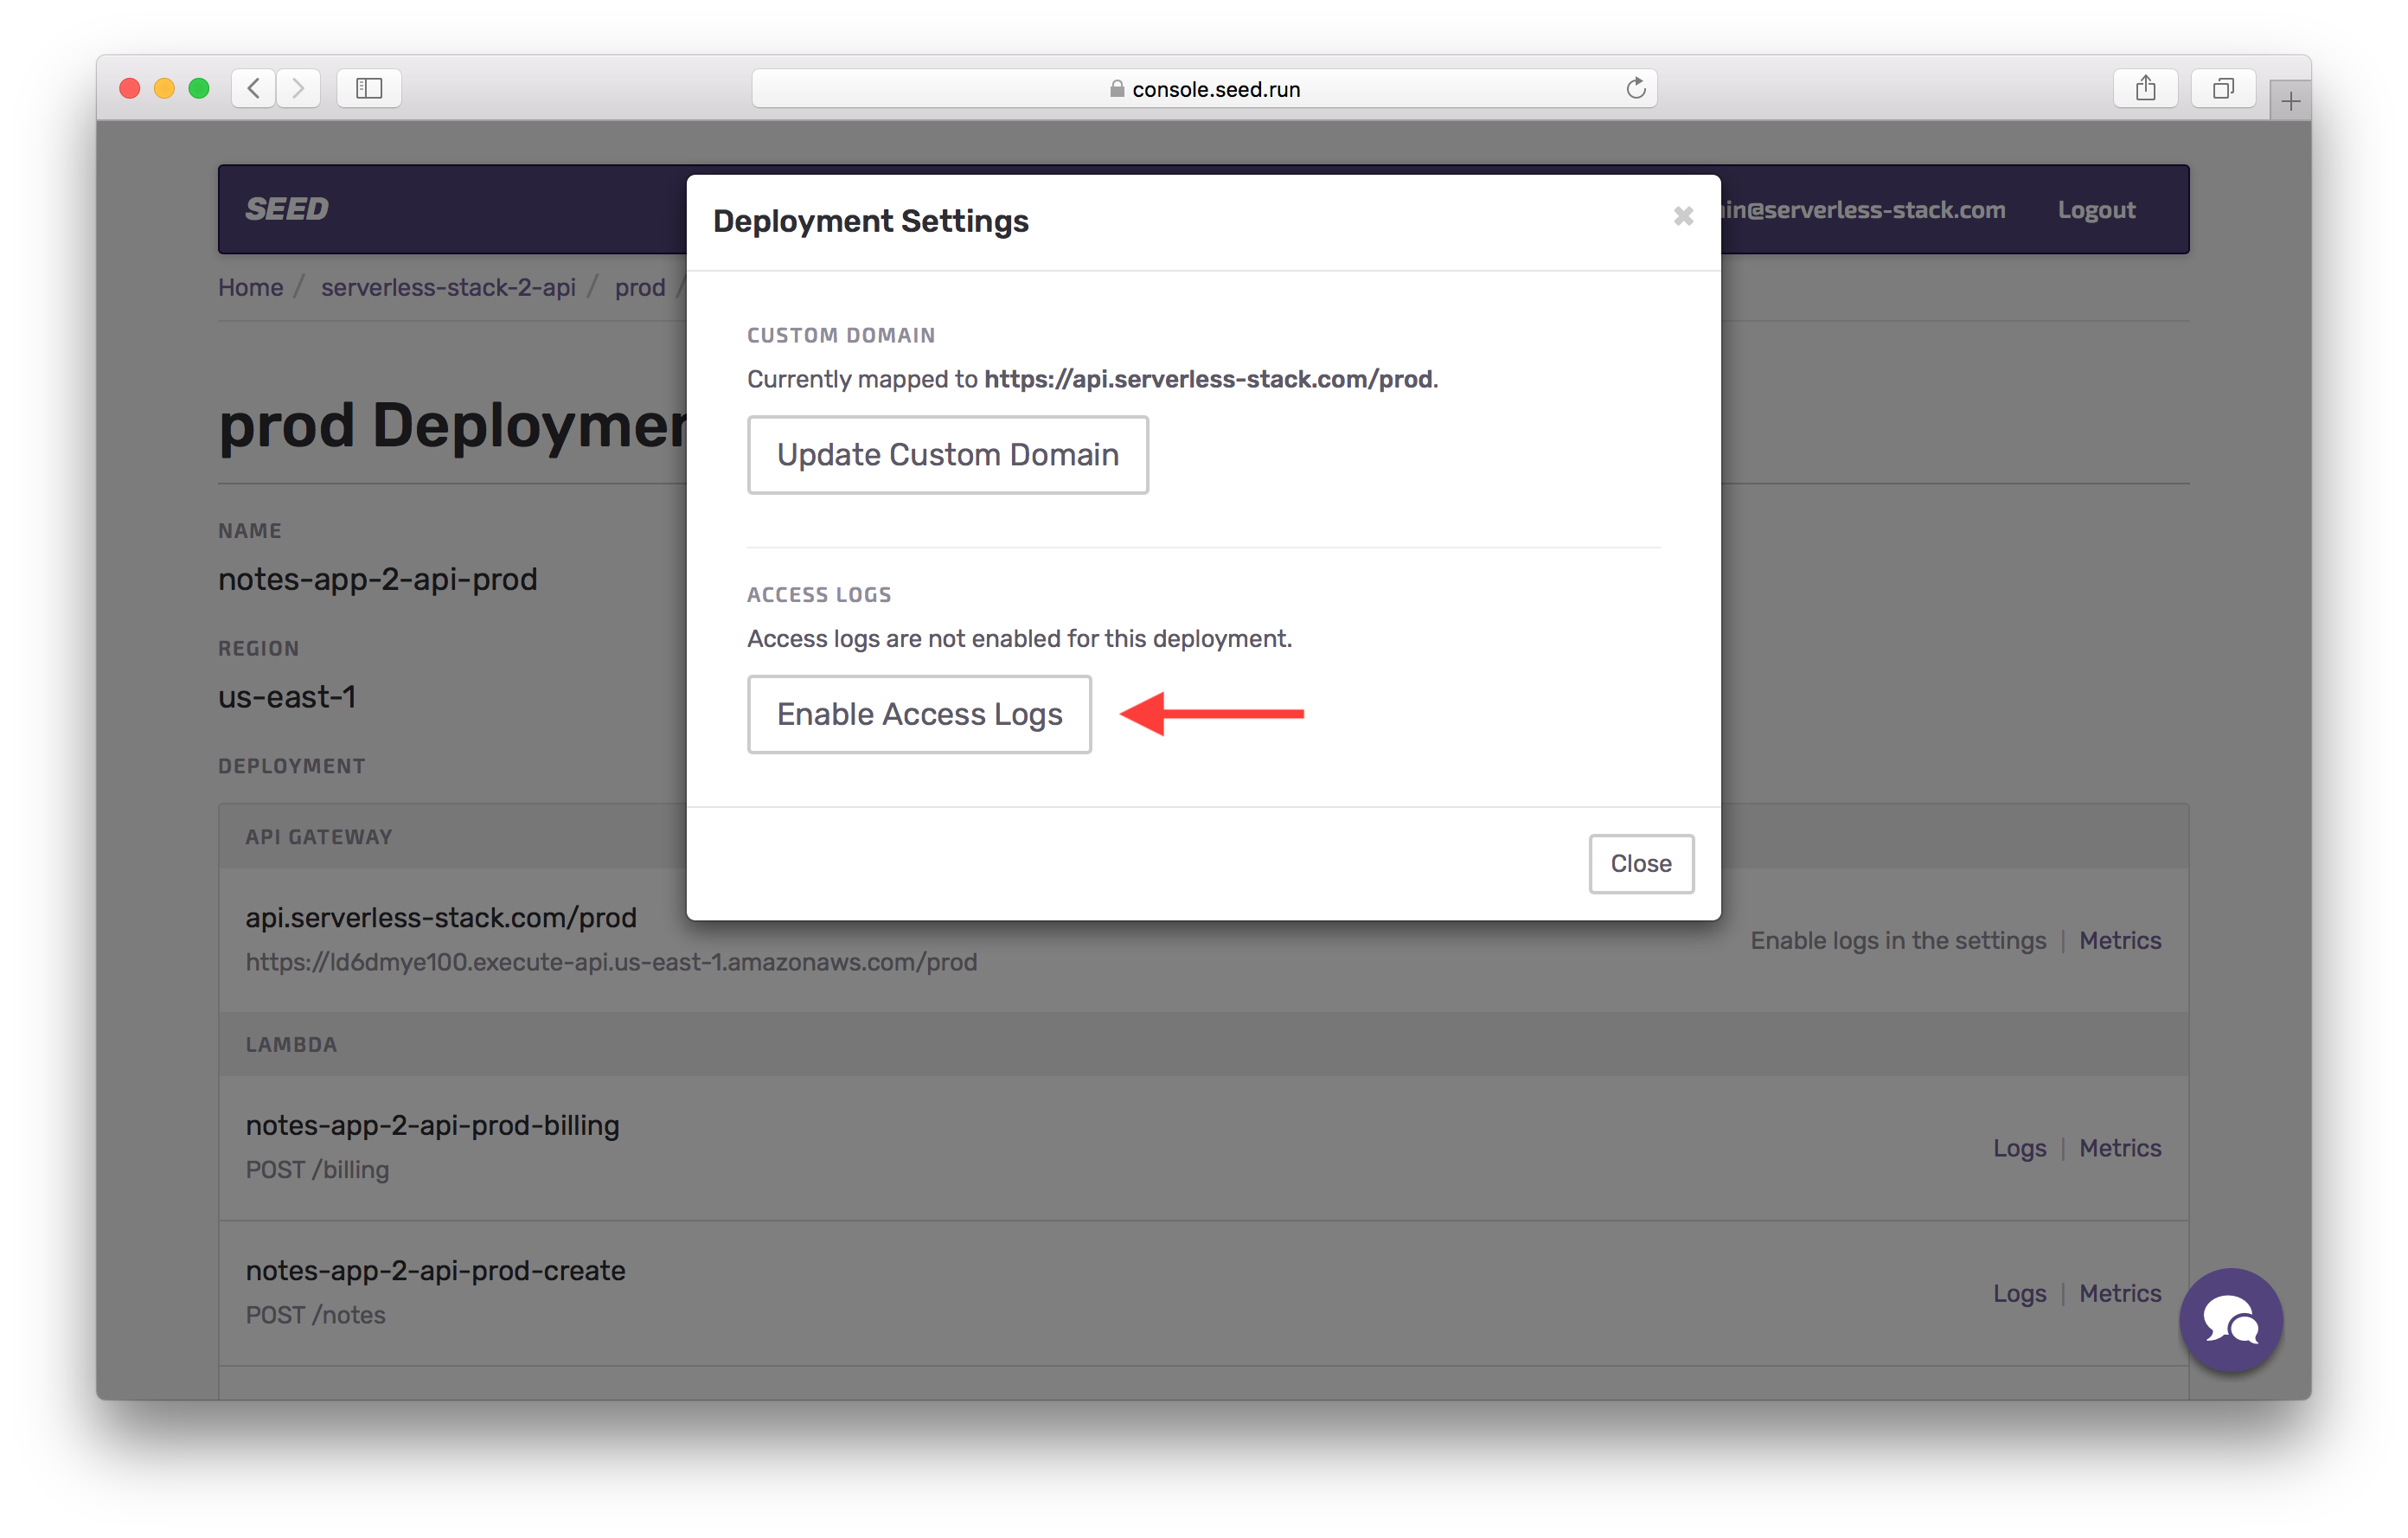 console.seed.run
SEED
in@serverless-stack.com
Logout
Home / serverless-stack-2-api / prod /
prod Deploymen
NAME
notes-app-2-api-prod
REGION
us-east-1
DEPLOYMENT
API GATEWAY
api.serverless-stack.com/prod
https://ld6dmye100.execute-api.us-east-1.amazonaws.com/prod
Enable logs in the settings | Metrics
LAMBDA
notes-app-2-api-prod-billing
POST /billing
Logs | Metrics
notes-app-2-api-prod-create
POST /notes
Logs | Metrics
Deployment Settings
CUSTOM DOMAIN
Currently mapped to https://api.serverless-stack.com/prod.
Update Custom Domain
ACCESS LOGS
Access logs are not enabled for this deployment.
Enable Access Logs
Close